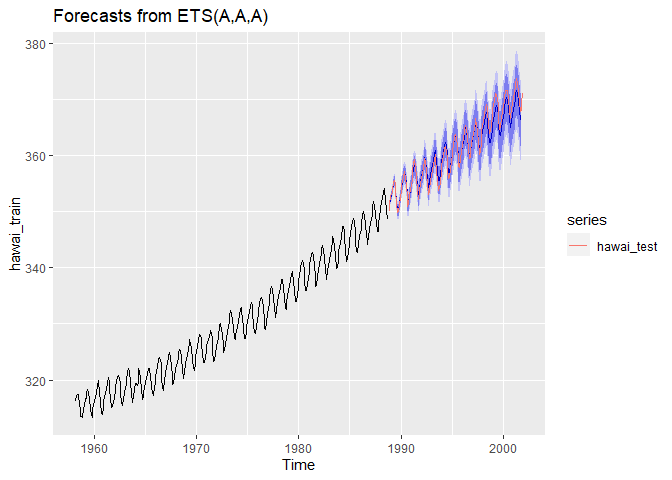 Forecasts from ETS(A,A,A)
380
360
340
320
hawai_train
1960
1970
1980
1990
2000
Time
series
hawai_test